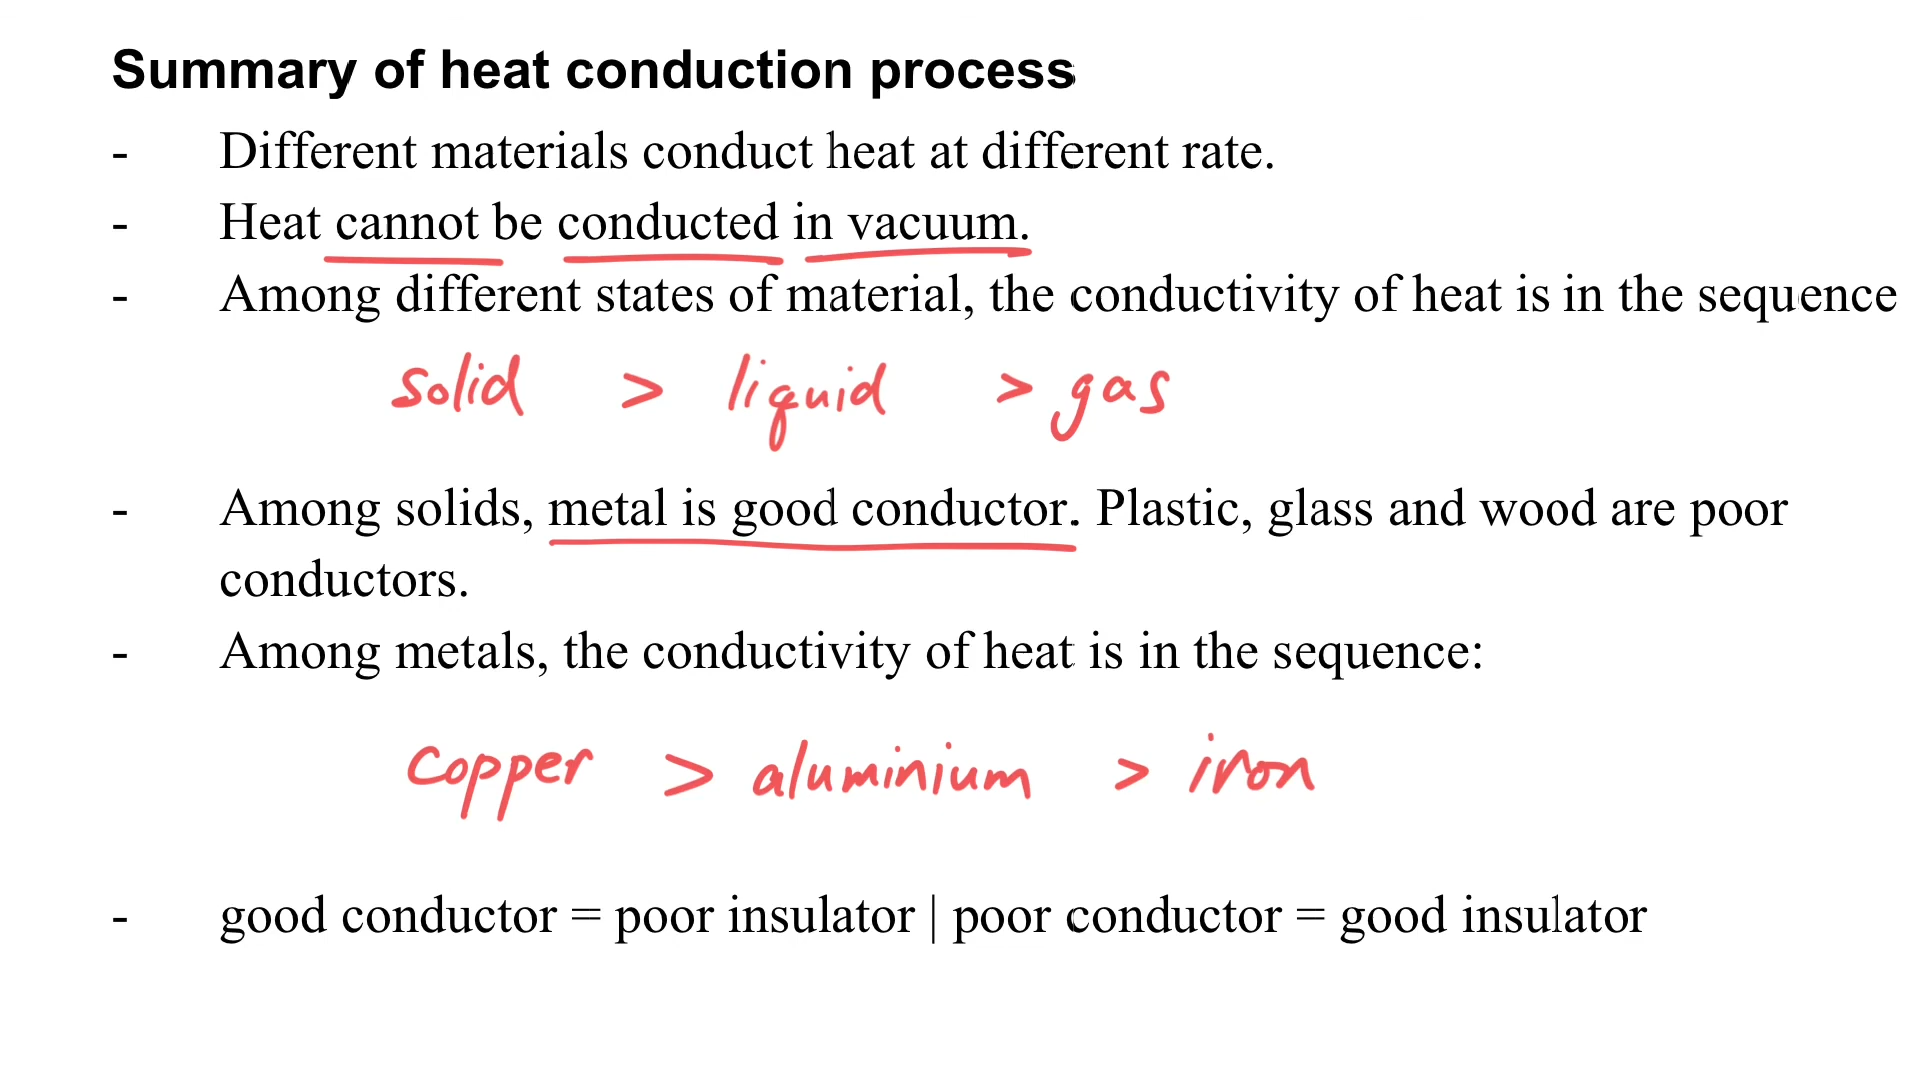 Summary of heat conduction process
- Different materials conduct heat at different rate.
- Heat cannot be conducted in vacuum.
- Among different states of material, the conductivity of heat is in the sequence
solid > liquid > gas
- Among solids, metal is good conductor. Plastic, glass and wood are poor
conductors.
- Among metals, the conductivity of heat is in the sequence:
copper > aluminium > iron
- good conductor = poor insulator | poor conductor = good insulator